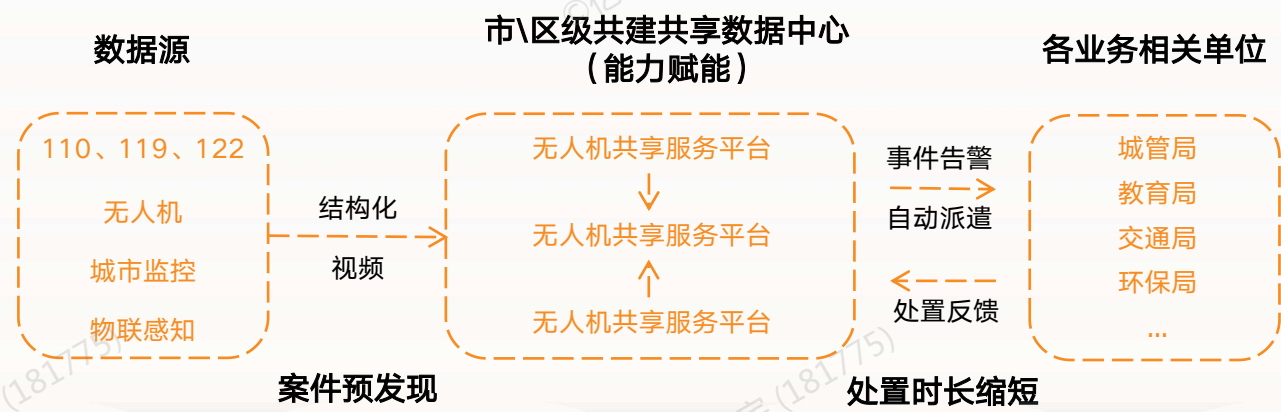 数据源
市\区级共建共享数据中心
（能力赋能）
各业务相关单位
110、119、122
无人机
城市监控
物联感知
结构化
视频
无人机共享服务平台
无人机共享服务平台
无人机共享服务平台
事件告警
自动派遣
处置反馈
城管局
教育局
交通局
环保局
...
案件预发现
处置时长缩短
(181775)
(181775)